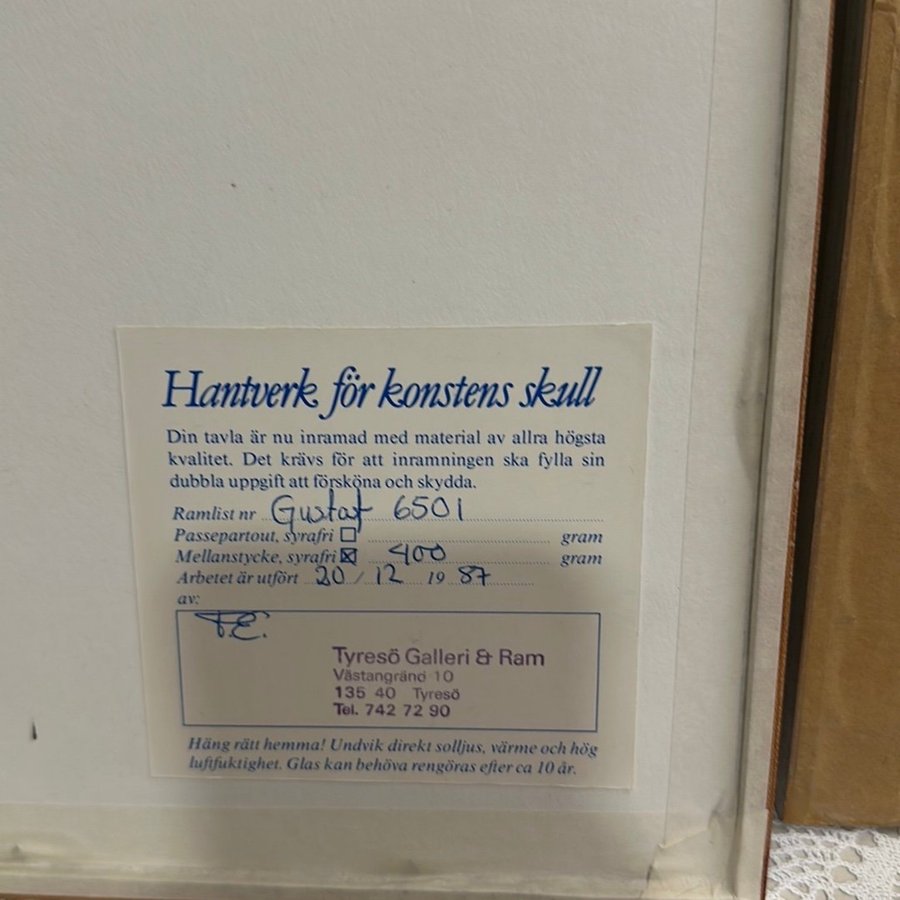 Hantverk för konstens skull
Din tavla är nu inramad med material av allra högsta
kvalitet. Det krävs för att inramningen ska fylla sin
dubbla uppgift att försköna och skydda.
Ramlist nr Gustaf 6501
Passepartout, syrafri ☐ gram
Mellanstycke, syrafri ☒ 400 gram
Arbetet är utfört 20 / 12 19 87
av:
T.E.
Tyresö Galleri & Ram
Västangränd 10
135 40 Tyresö
Tel. 742 72 90
Häng rätt hemma! Undvik direkt solljus, värme och hög
luftfuktighet. Glas kan behöva rengöras efter ca 10 år.